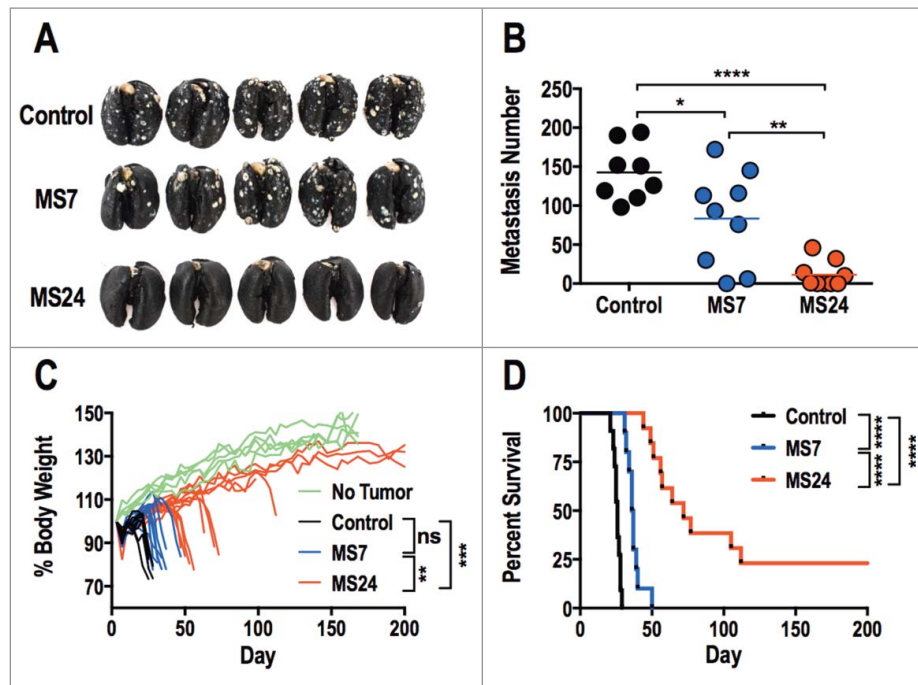 A
Control
MS7
MS24
B
Metastasis Number
250
200
150
100
50
0
****
*
**
Control
MS7
MS24
C
% Body Weight
150
130
110
90
70
No Tumor
Control
MS7
MS24
ns
**
***
0
50
100
150
200
Day
D
Percent Survival
100
75
50
25
0
Control
MS7
MS24
****
****
****
0
50
100
150
200
Day